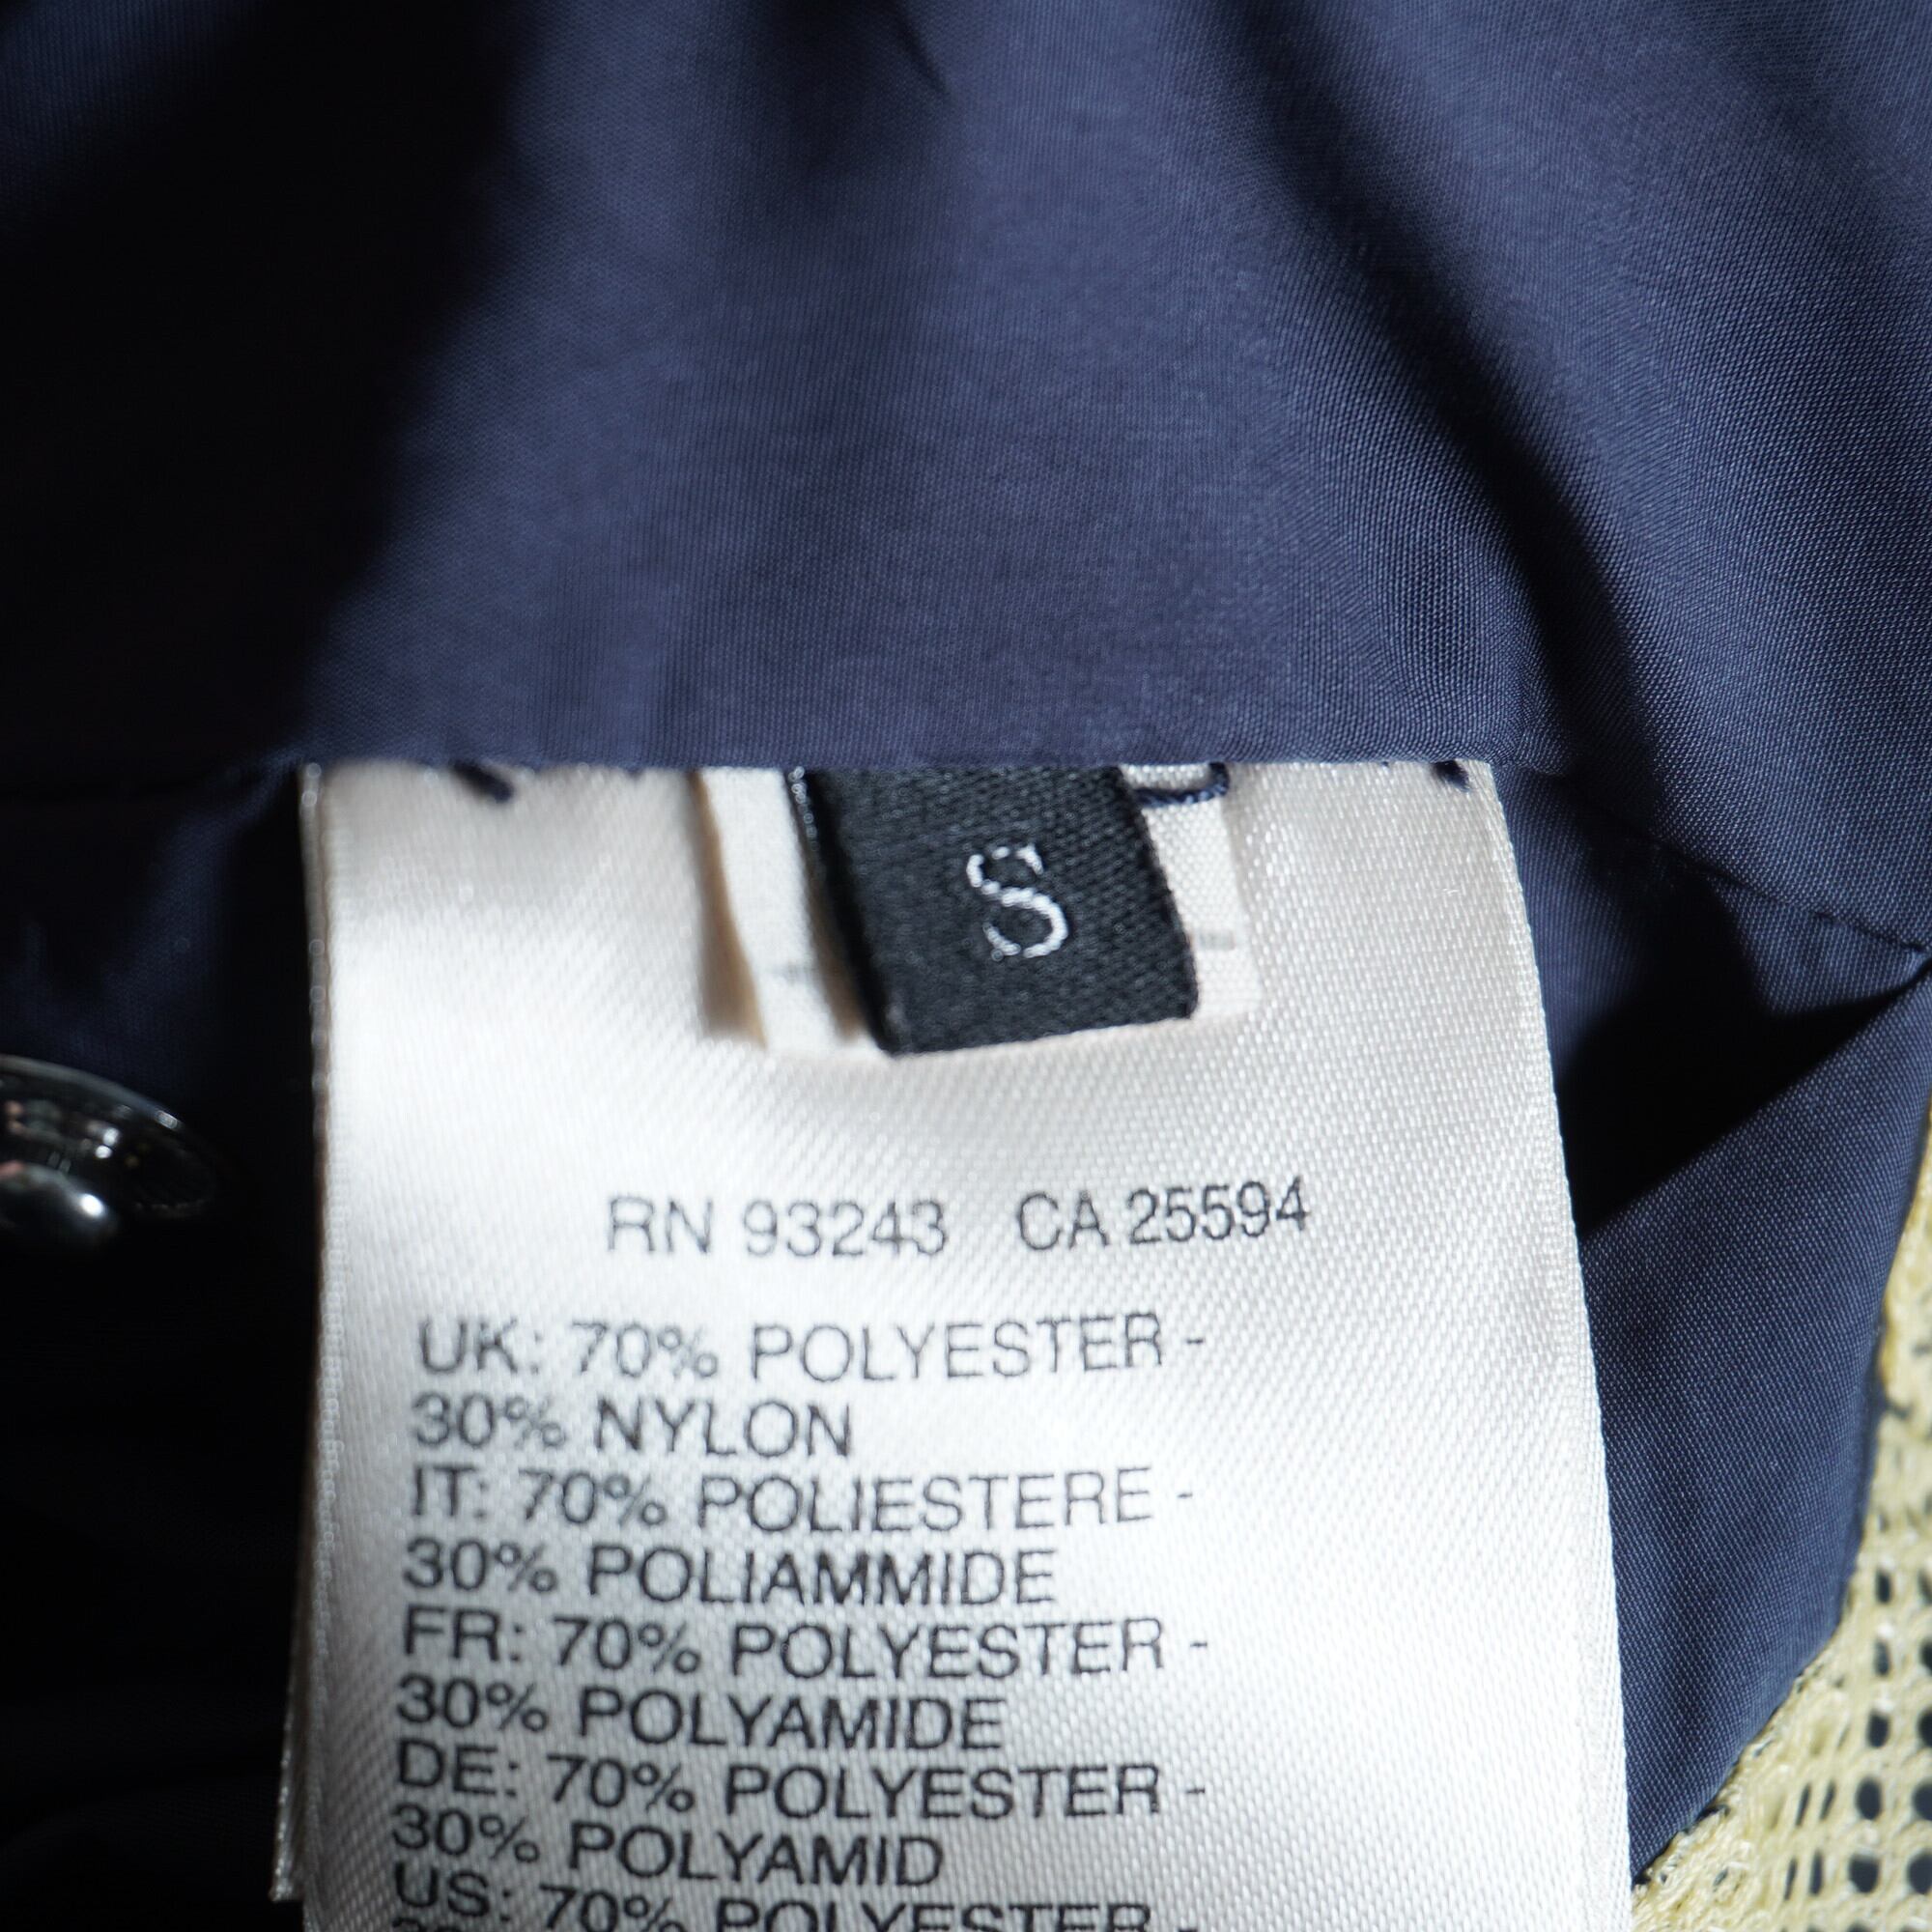 S
RN 93243 CA 25594
UK: 70% POLYESTER -
30% NYLON
IT: 70% POLIESTERE -
30% POLIAMMIDE
FR: 70% POLYESTER -
30% POLYAMIDE
DE: 70% POLYESTER -
30% POLYAMID
US: 70% POLYESTER -